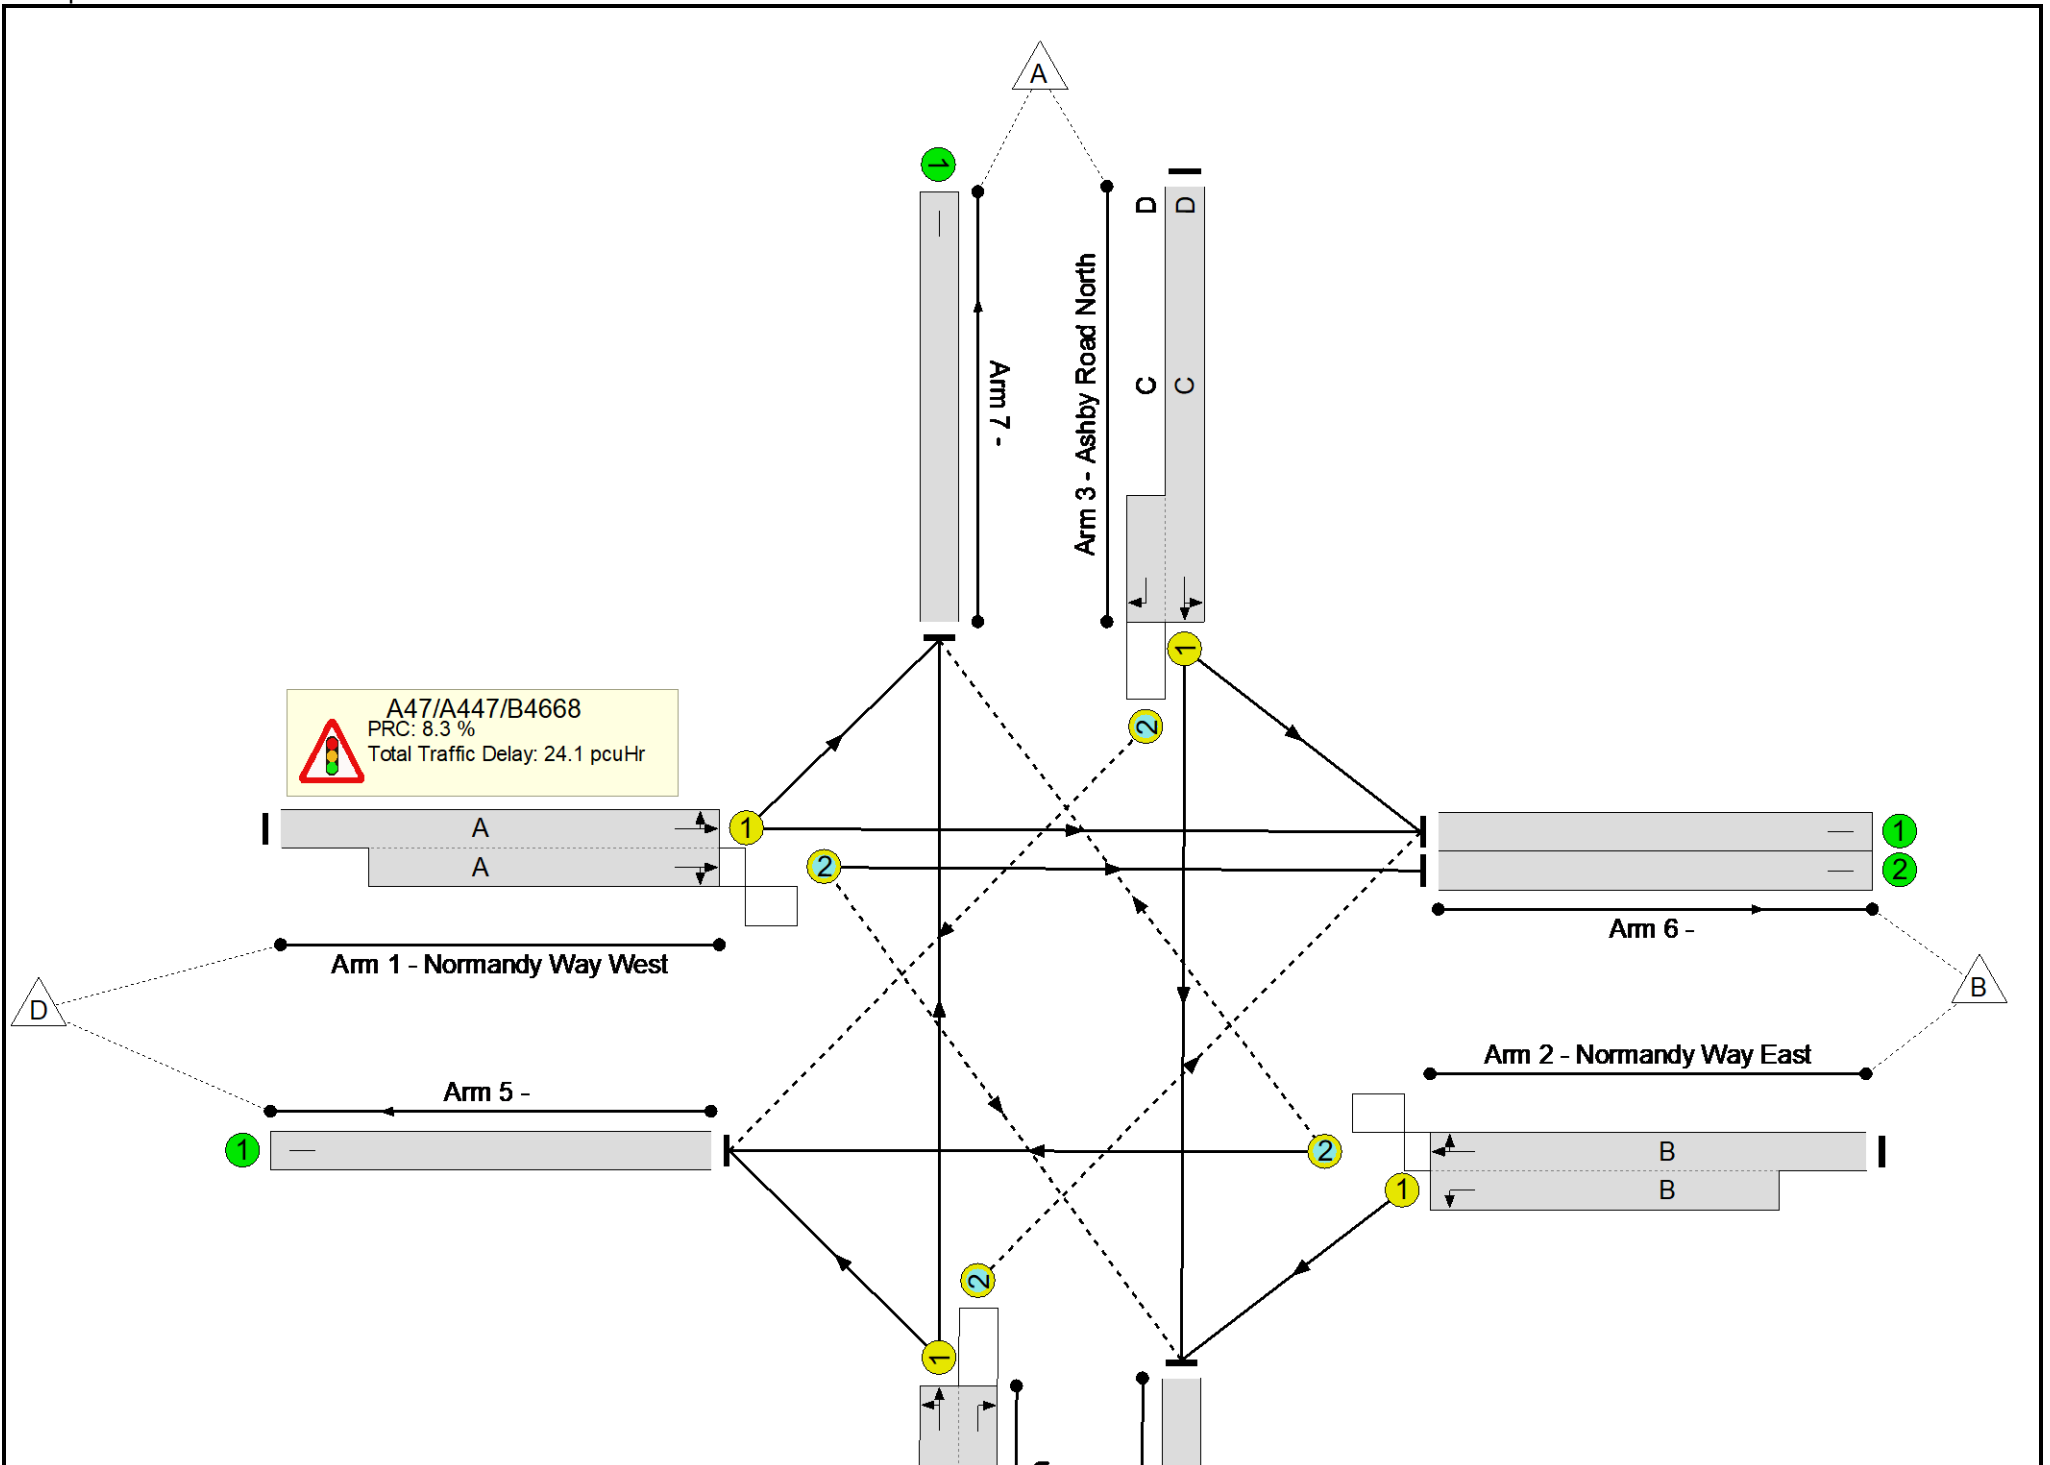 A
1
D
D
Arm 7 -
Arm 3 - Ashby Road North
C
C
1
2
A47/A447/B4668
PRC: 8.3 %
Total Traffic Delay: 24.1 pcuHr
A
1
A
2
1
2
Arm 6 -
Arm 1 - Normandy Way West
D
B
Arm 2 - Normandy Way East
Arm 5 -
1
2
B
1
B
2
1